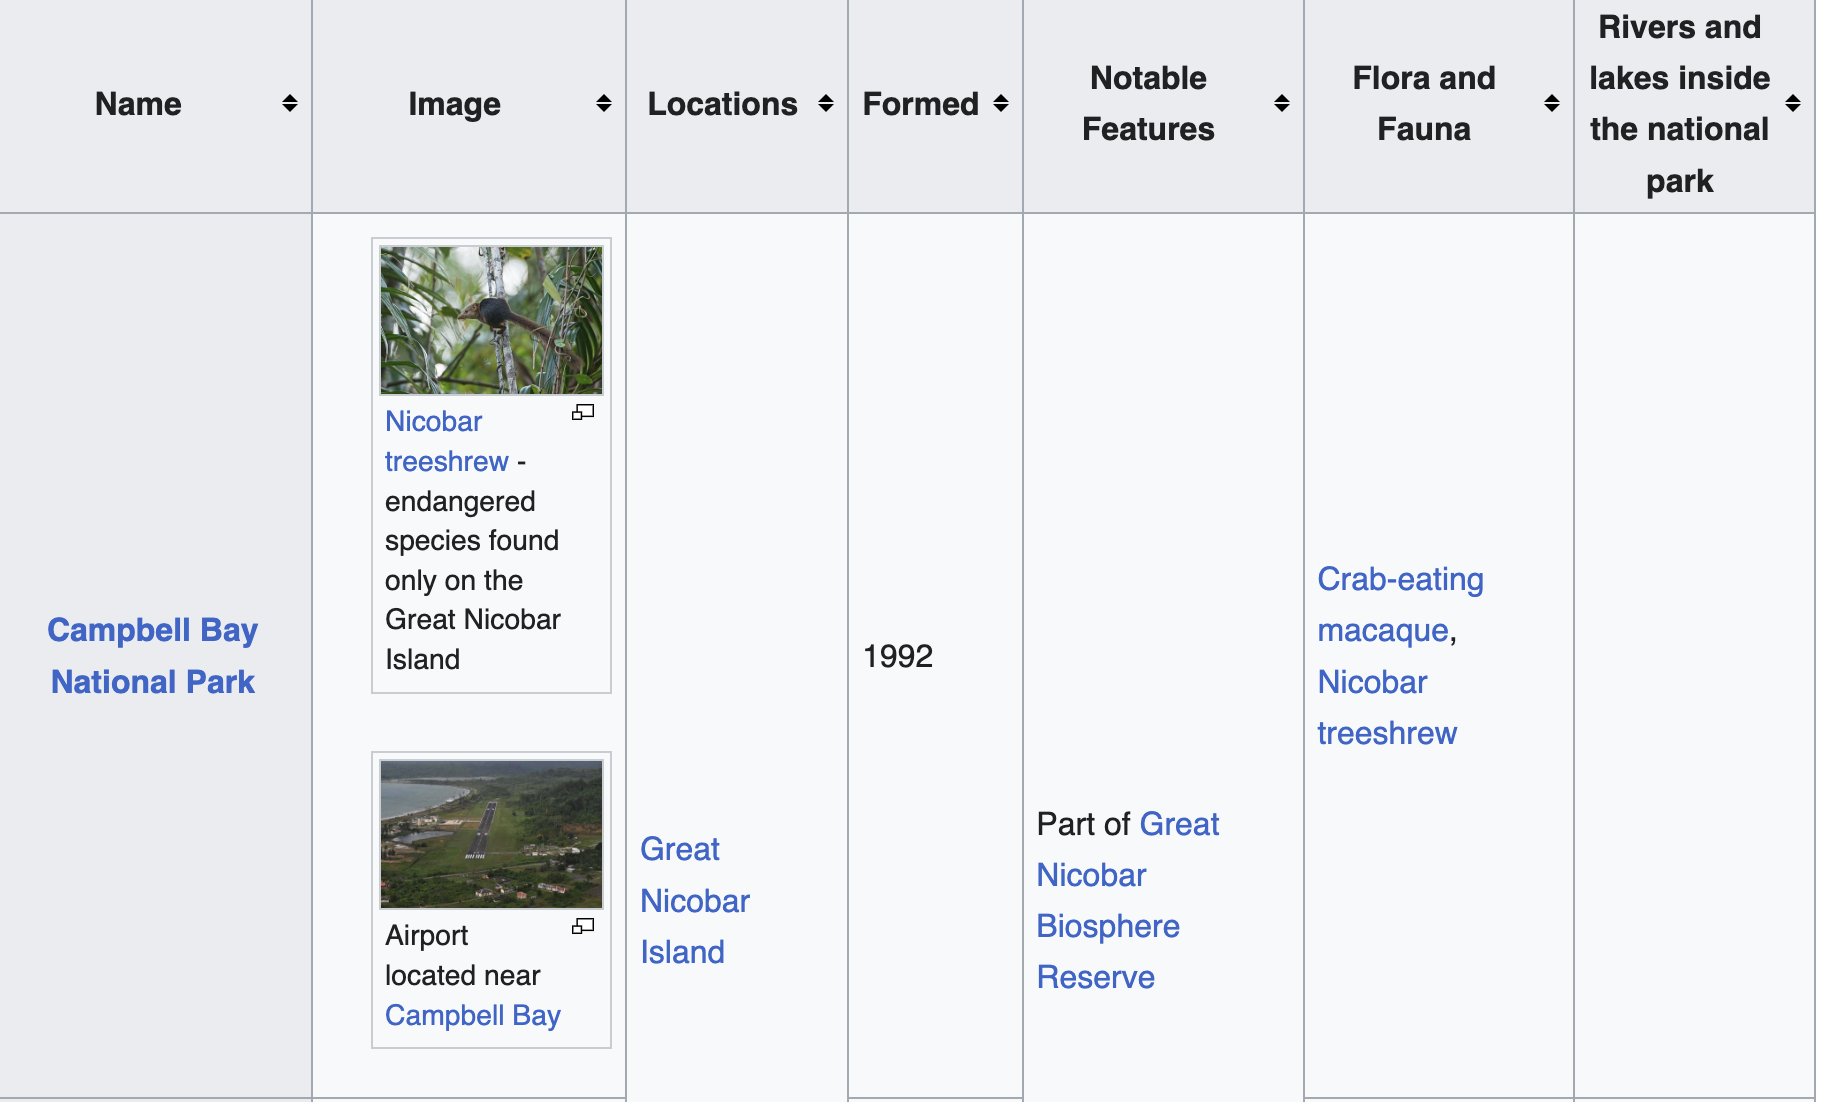 Name
Image
Locations
Formed
Notable
Features
Flora and
Fauna
Rivers and
lakes inside
the national
park
Campbell Bay
National Park
Nicobar
treeshrew -
endangered
species found
only on the
Great Nicobar
Island
Airport
located near
Campbell Bay
Great
Nicobar
Island
1992
Part of Great
Nicobar
Biosphere
Reserve
Crab-eating
macaque,
Nicobar
treeshrew